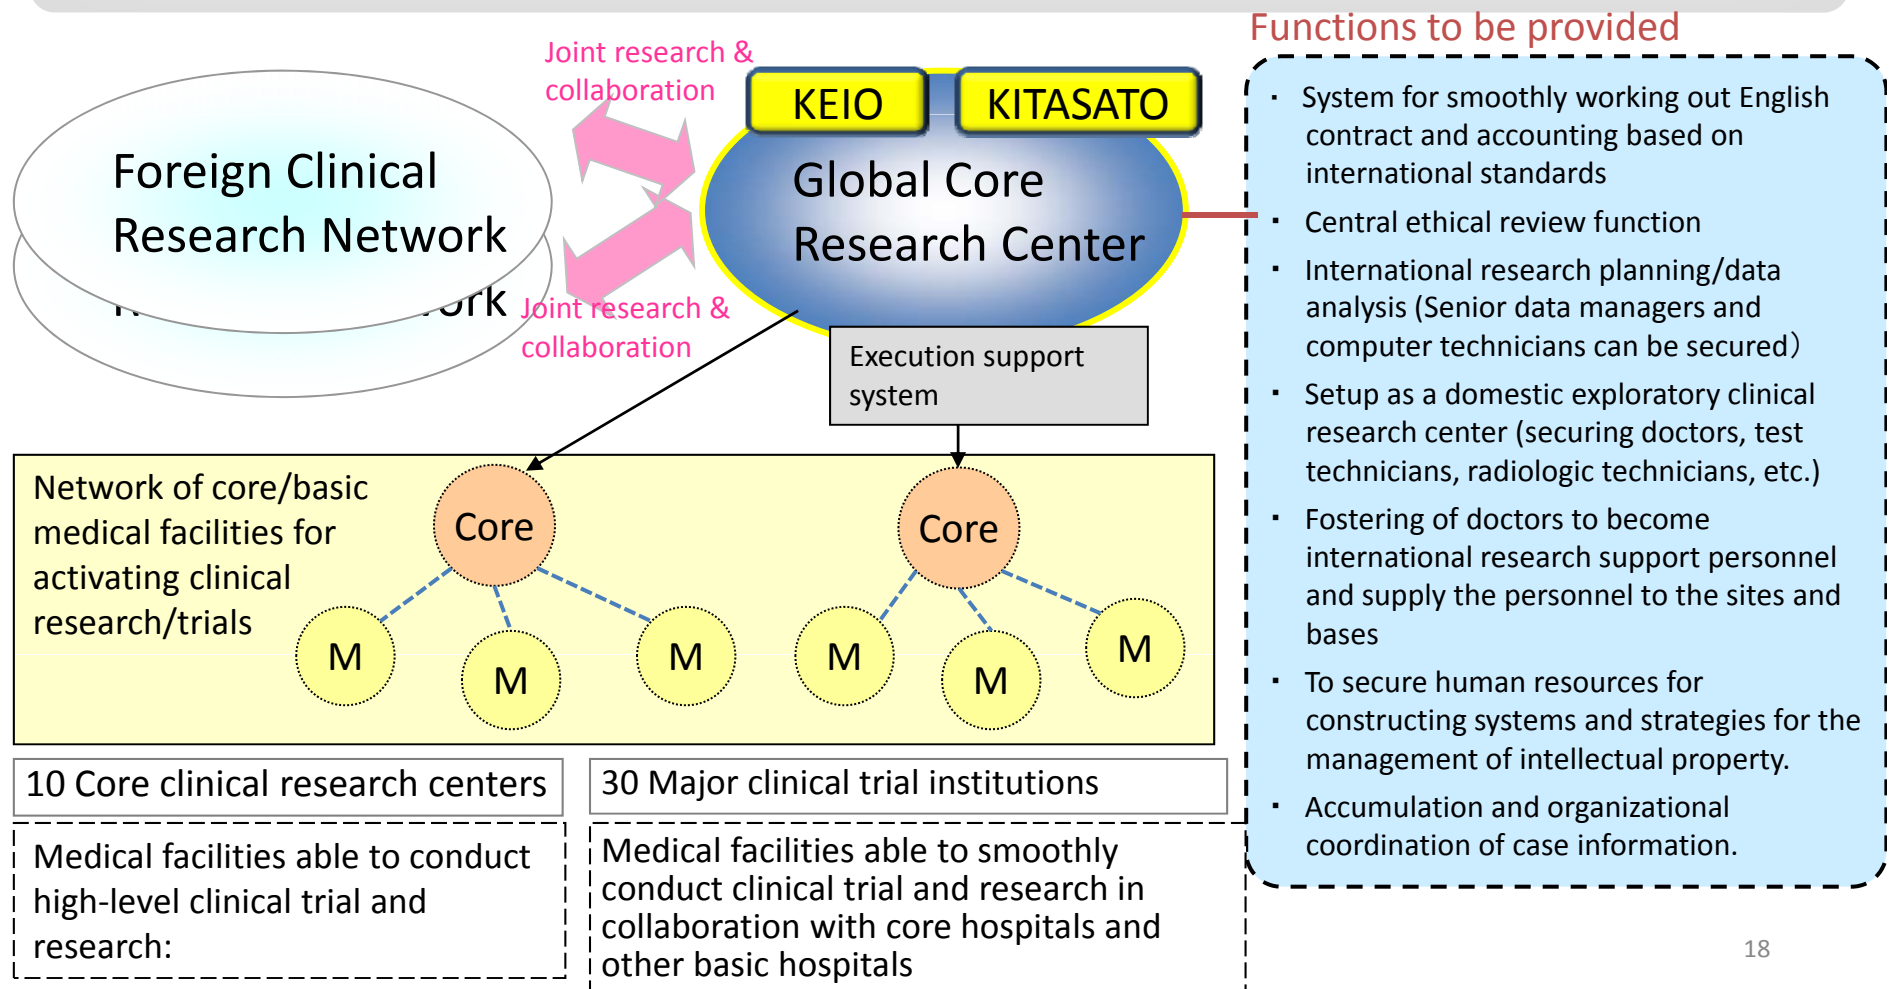 Functions to be provided
Joint research &
collaboration
KEIO
KITASATO
Foreign Clinical
Research Network
Global Core
Research Center
Joint research &
collaboration
Execution support
system
Network of core/basic
medical facilities for
activating clinical
research/trials
Core
Core
M
M
M
M
M
M
10 Core clinical research centers
30 Major clinical trial institutions
Medical facilities able to conduct
high-level clinical trial and
research:
Medical facilities able to smoothly
conduct clinical trial and research in
collaboration with core hospitals and
other basic hospitals
・ System for smoothly working out English
contract and accounting based on
international standards
・ Central ethical review function
・ International research planning/data
analysis (Senior data managers and
computer technicians can be secured）
・ Setup as a domestic exploratory clinical
research center (securing doctors, test
technicians, radiologic technicians, etc.)
・ Fostering of doctors to become
international research support personnel
and supply the personnel to the sites and
bases
・ To secure human resources for
constructing systems and strategies for the
management of intellectual property.
・ Accumulation and organizational
coordination of case information.
18